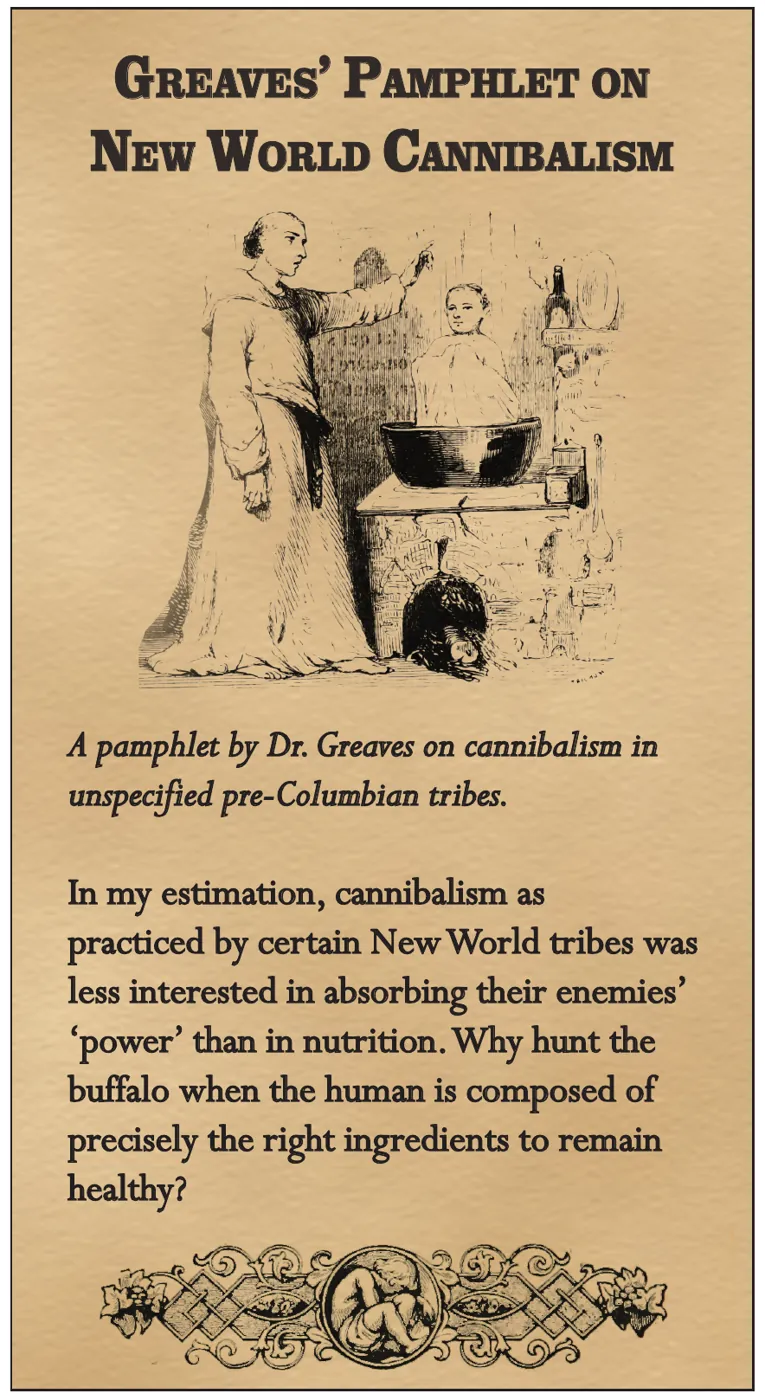 Greaves' Pamphlet on
New World Cannibalism
A pamphlet by Dr. Greaves on cannibalism in
unspecified pre-Columbian tribes.
In my estimation, cannibalism as
practiced by certain New World tribes was
less interested in absorbing their enemies'
'power' than in nutrition. Why hunt the
buffalo when the human is composed of
precisely the right ingredients to remain
healthy?